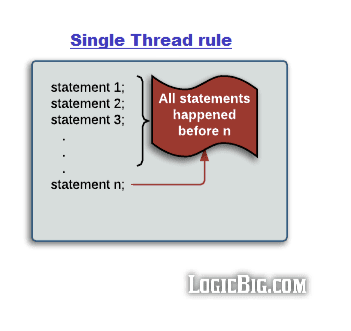 Single Thread rule
statement 1;
statement 2;
statement 3;
.
.
.
statement n;
All statements
happened
before n
LogicBig.com